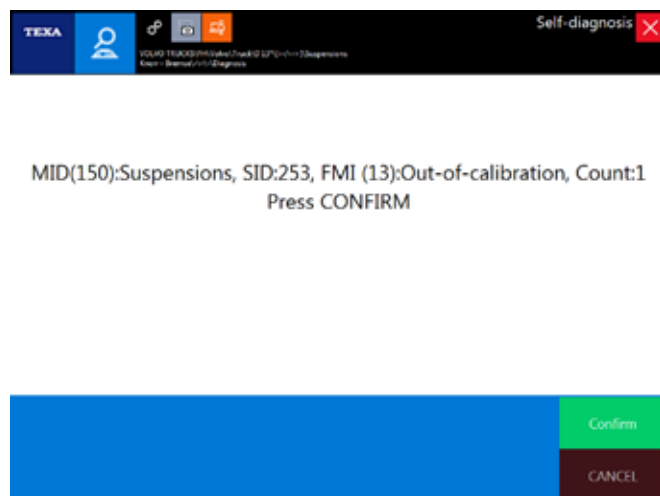 TEXA
Self-diagnosis
MID(150):Suspensions, SID:253, FMI (13):Out-of-calibration, Count:1
Press CONFIRM
Confirm
CANCEL